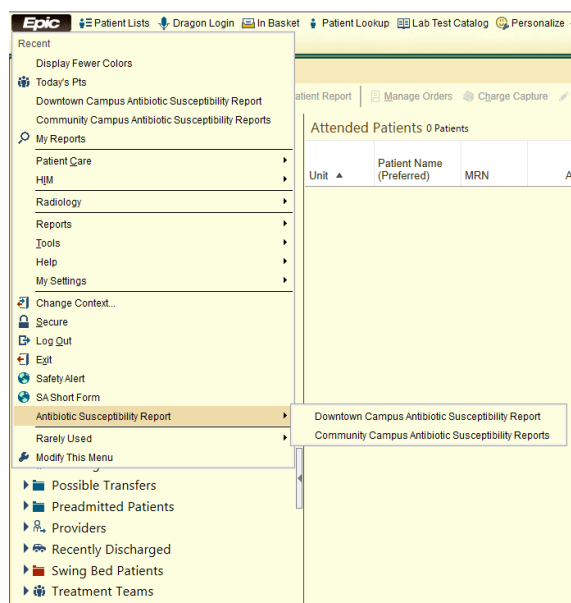 Epic Patient Lists Dragon Login In Basket Patient Lookup Lab Test Catalog Personalize
Recent
Display Fewer Colors
Today's Pts
Downtown Campus Antibiotic Susceptibility Report
Community Campus Antibiotic Susceptibility Reports
My Reports
Patient Care
HIM
Radiology
Reports
Tools
Help
My Settings
Change Context...
Secure
Log Out
Exit
Safety Alert
SA Short Form
Antibiotic Susceptibility Report
Rarely Used
Modify This Menu
Downtown Campus Antibiotic Susceptibility Report
Community Campus Antibiotic Susceptibility Reports
atient Report Manage Orders Charge Capture
Attended Patients 0 Patients
Unit Patient Name (Preferred) MRN A
Possible Transfers
Preadmitted Patients
Providers
Recently Discharged
Swing Bed Patients
Treatment Teams